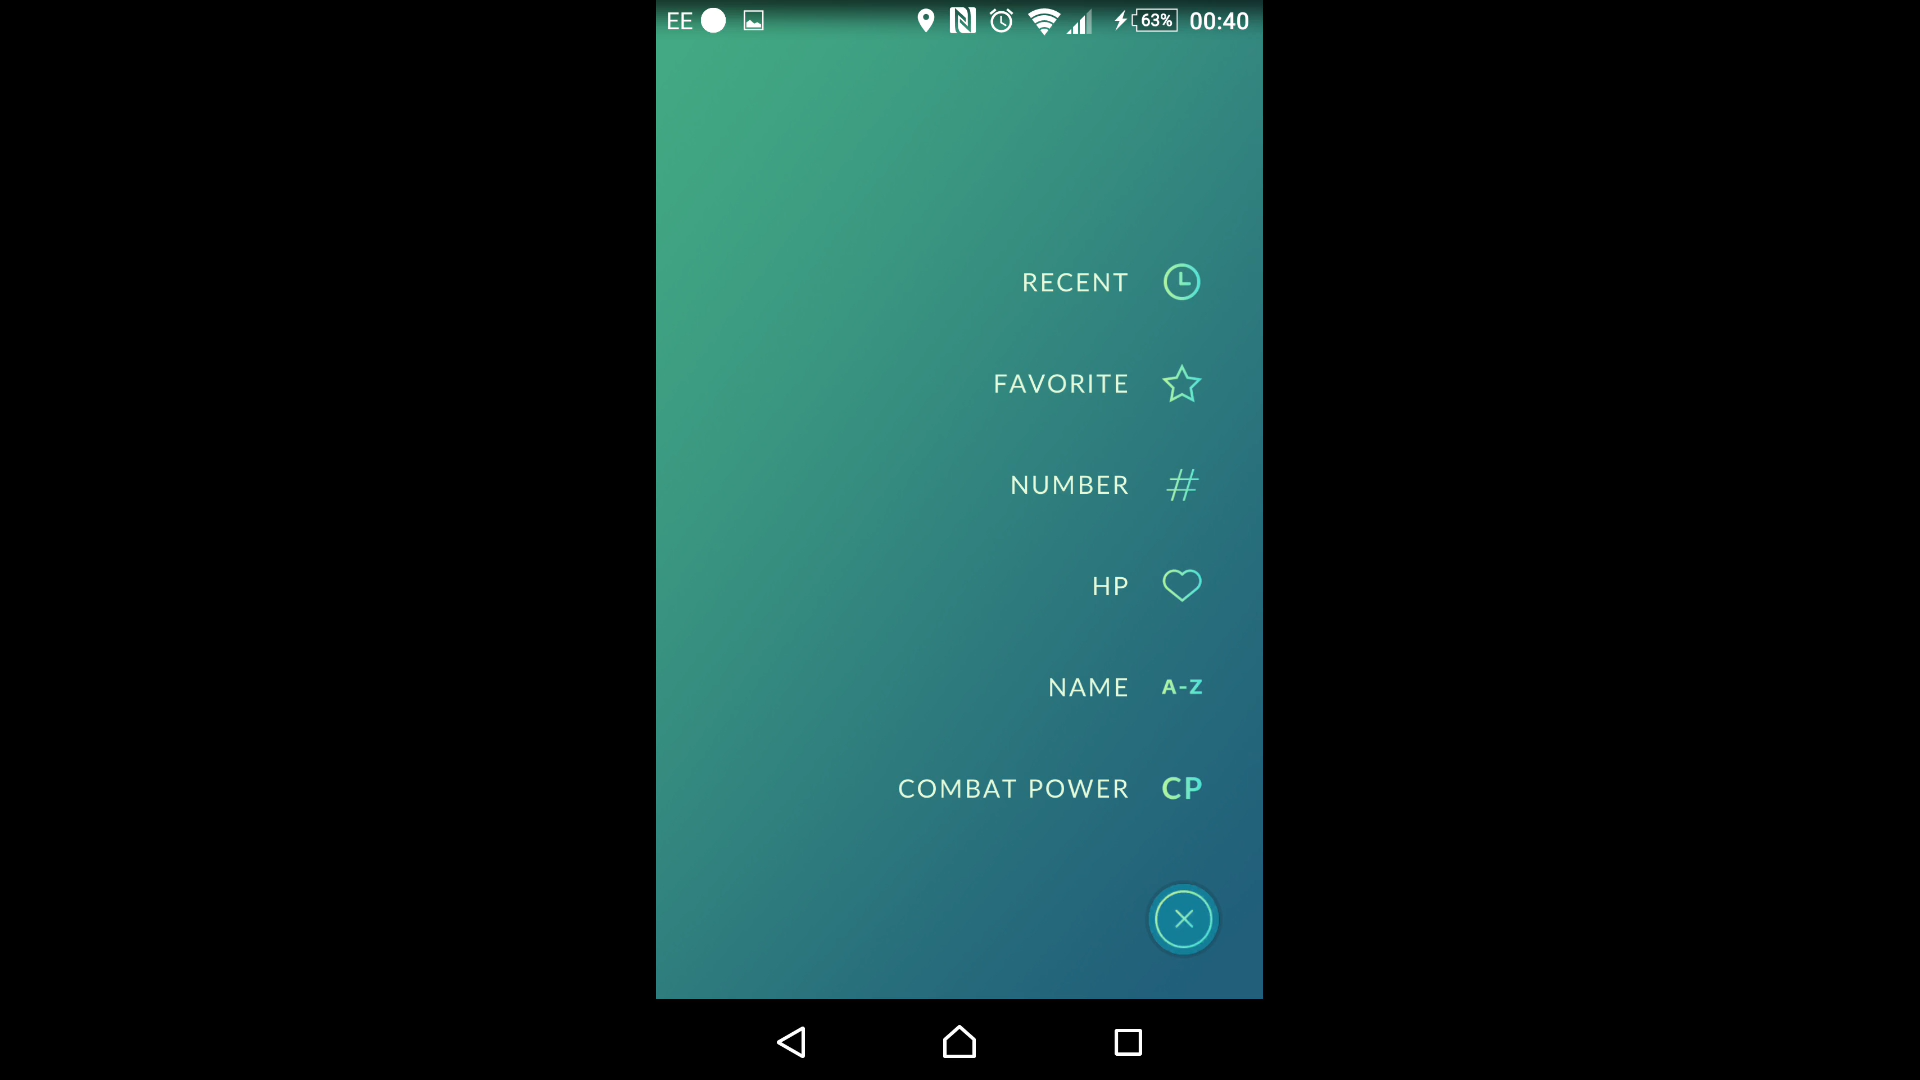 EE 63% 00:40
RECENT
FAVORITE
NUMBER #
HP
NAME A-Z
COMBAT POWER CP